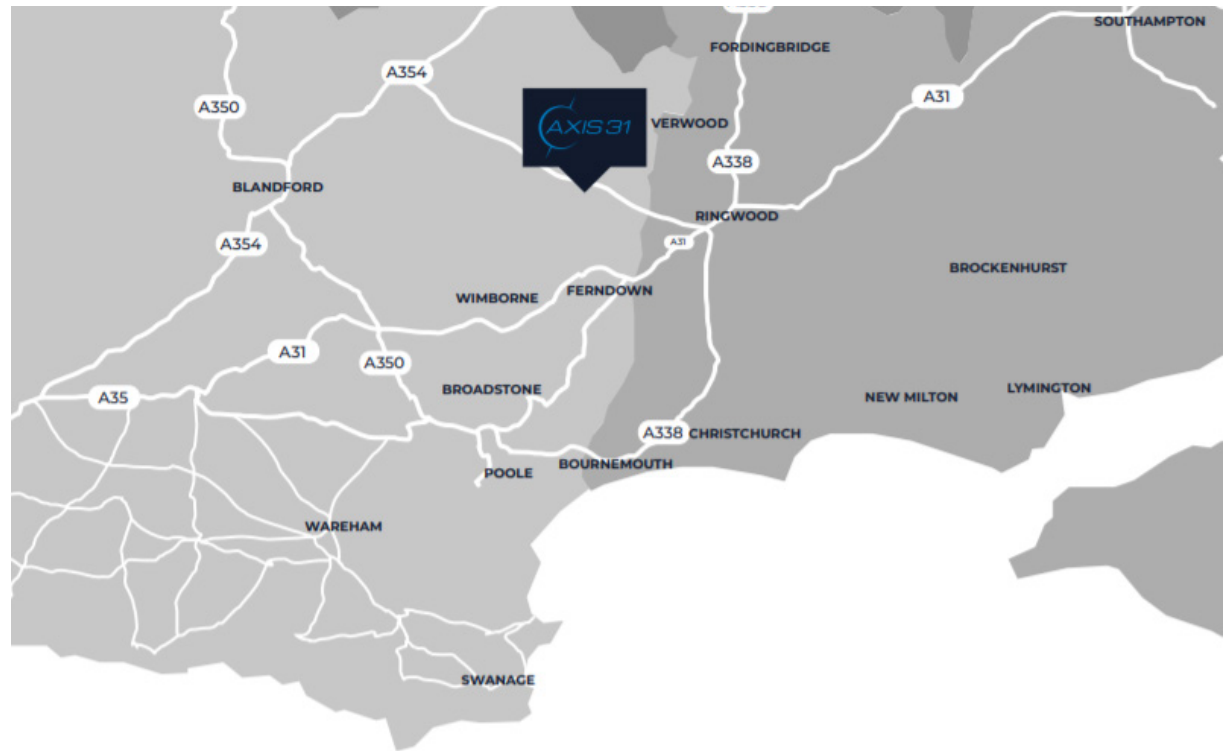 SOUTHAMPTON
FORDINGBRIDGE
A354
A31
A350
AXIS 31
VERWOOD
A338
BLANDFORD
RINGWOOD
A354
A31
BROCKENHURST
FERNDOWN
WIMBORNE
A31
A350
BROADSTONE
LYMINGTON
A35
NEW MILTON
A338
CHRISTCHURCH
BOURNEMOUTH
POOLE
WAREHAM
SWANAGE